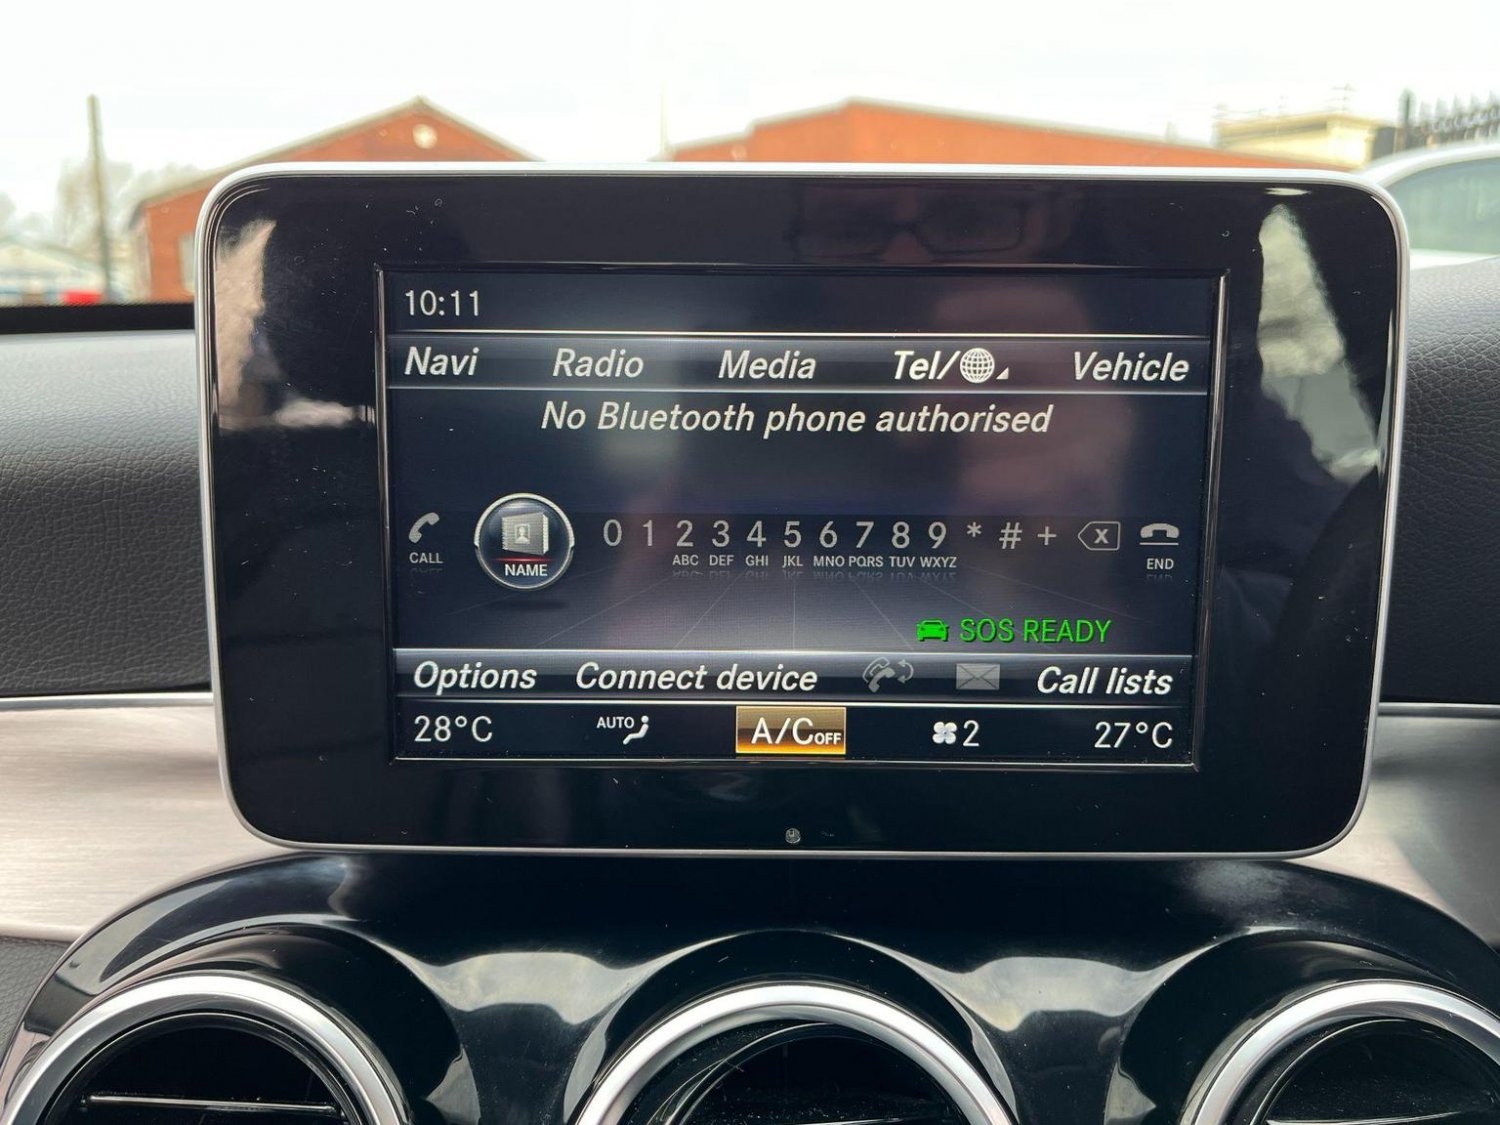 10:11
Navi Radio Media Tel/ Vehicle
No Bluetooth phone authorised
0 1 2 3 4 5 6 7 8 9 * # +
CALL NAME ABC DEF GHI JKL MNO PQRS TUV WXYZ END
SOS READY
Options Connect device Call lists
28°C AUTO A/C OFF 2 27°C